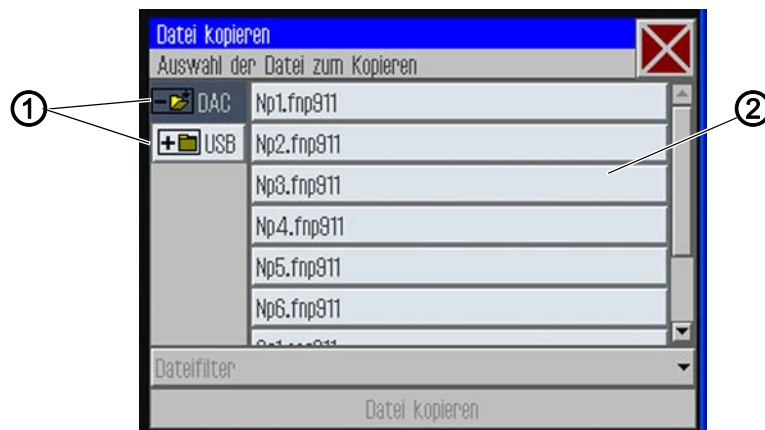 Datei kopieren
Auswahl der Datei zum Kopieren
① DAC Np1.fnp911 ②
USB Np2.fnp911
Np3.fnp911
Np4.fnp911
Np5.fnp911
Np6.fnp911
Dateifilter
Datei kopieren